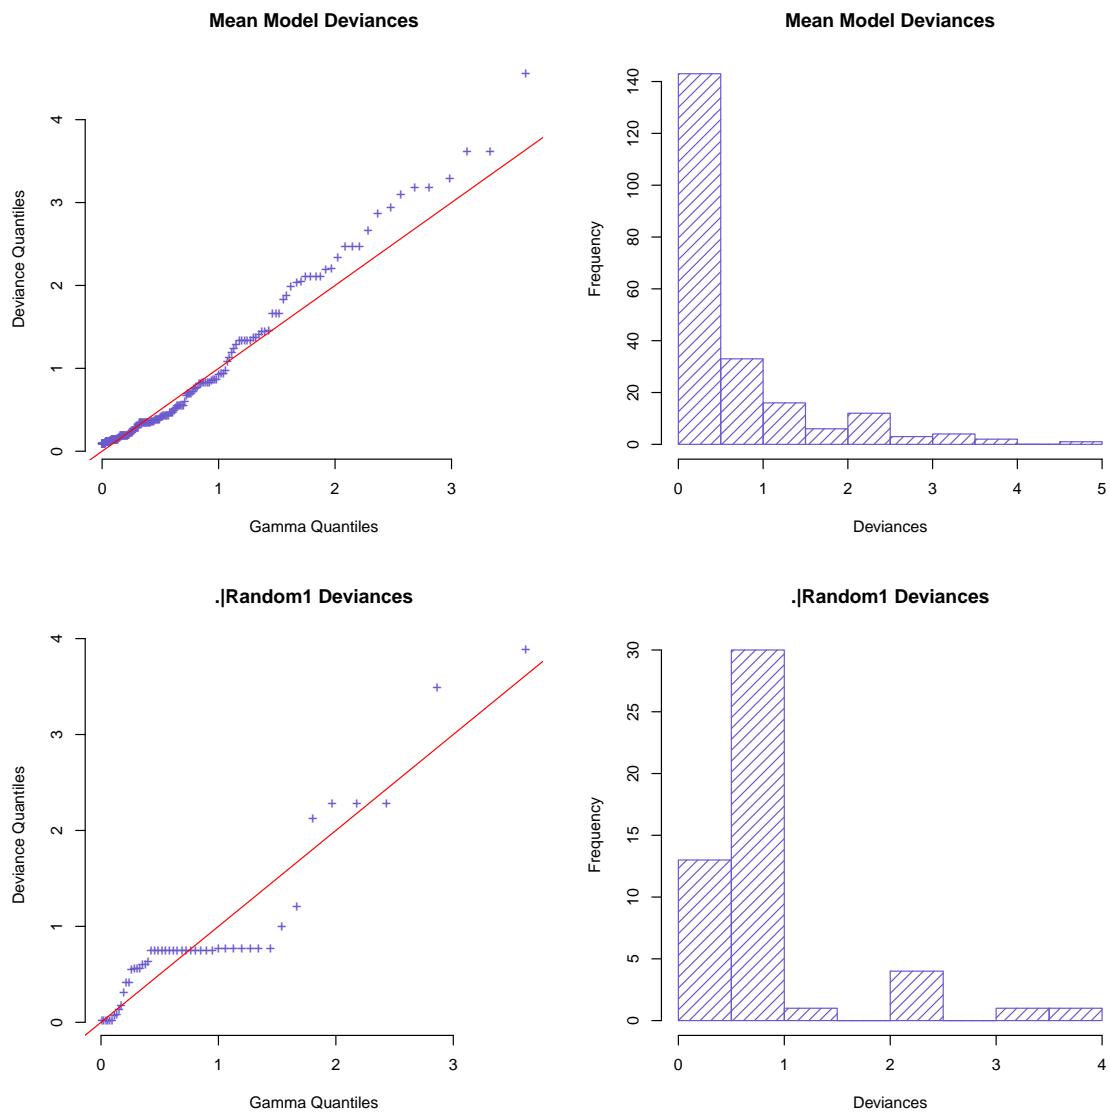 Mean Model Deviances
Deviance Quantiles
4
3
2
1
0
0 1 2 3
Gamma Quantiles
Mean Model Deviances
Frequency
140
120
100
80
60
40
20
0
0 1 2 3 4 5
Deviances
.|Random1 Deviances
Deviance Quantiles
4
3
2
1
0
0 1 2 3
Gamma Quantiles
.|Random1 Deviances
Frequency
30
25
20
15
10
5
0
0 1 2 3 4
Deviances